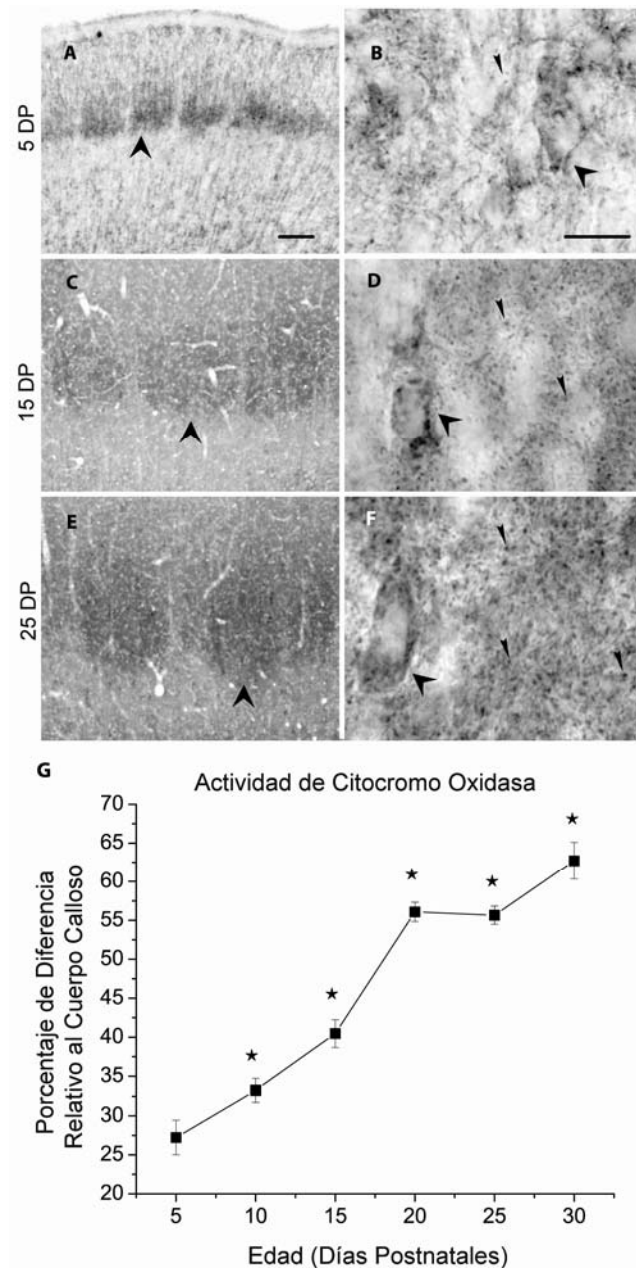 A
B
5 DP
C
D
15 DP
E
F
25 DP
G
Actividad de Citocromo Oxidasa
Porcentaje de Diferencia
Relativo al Cuerpo Calloso
70
65
60
55
50
45
40
35
30
25
20
5 10 15 20 25 30
Edad (Días Postnatales)